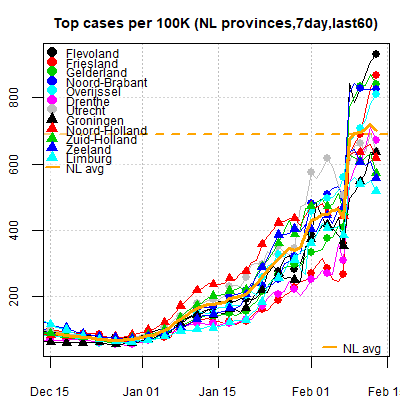 Top cases per 100K (NL provinces,7day,last60)
Flevoland
Friesland
Gelderland
Noord-Brabant
Overijssel
Drenthe
Utrecht
Groningen
Noord-Holland
Zuid-Holland
Zeeland
Limburg
NL avg
800
600
400
200
NL avg
Dec 15
Jan 01
Jan 15
Feb 01
Feb 1